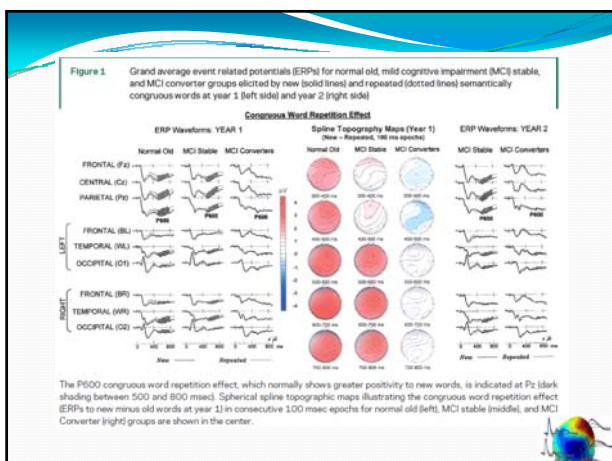 Figure 1
Grand average event related potentials (ERPs) for normal old, mild cognitive impairment (MCI) stable,
and MCI converter groups elicited by new (solid lines) and repeated (dotted lines) semantically
congruous words at year 1 (left side) and year 2 (right side)
Congruous Word Repetition Effect
ERP Waveforms: YEAR 1
Spline Topography Maps (Year 1)
(New – Repeated, 100 ms epochs)
ERP Waveforms: YEAR 2
Normal Old MCI Stable MCI Converters
Normal Old MCI Stable MCI Converters
Normal Old MCI Stable MCI Converters
FRONTAL (Fz)
CENTRAL (Cz)
PARIETAL (Pz)
P600 P600 P600
P600 P600 P600
LEFT
FRONTAL (BL)
TEMPORAL (WL)
OCCIPITAL (O1)
RIGHT
FRONTAL (BR)
TEMPORAL (WR)
OCCIPITAL (O2)
0 400 800 ms
New Repeated
New Repeated
The P600 congruous word repetition effect, which normally shows greater positivity to new words, is indicated at Pz (dark
shading between 500 and 800 msec). Spherical spline topographic maps illustrating the congruous word repetition effect
(ERPs to new minus old words at year 1) in consecutive 100 msec epochs for normal old (left), MCI stable (middle), and MCI
Converter (right) groups are shown in the center.